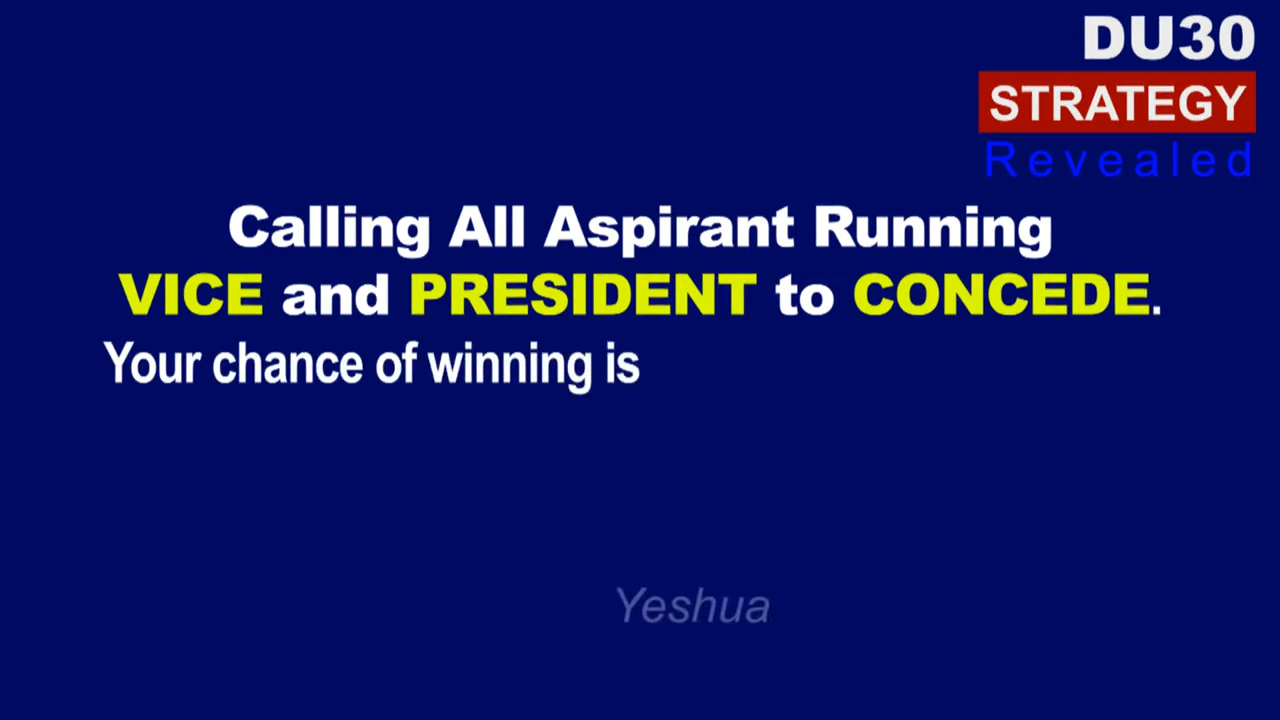 DU30
STRATEGY
Revealed
Calling All Aspirant Running
VICE and PRESIDENT to CONCEDE.
Your chance of winning is
Yeshua